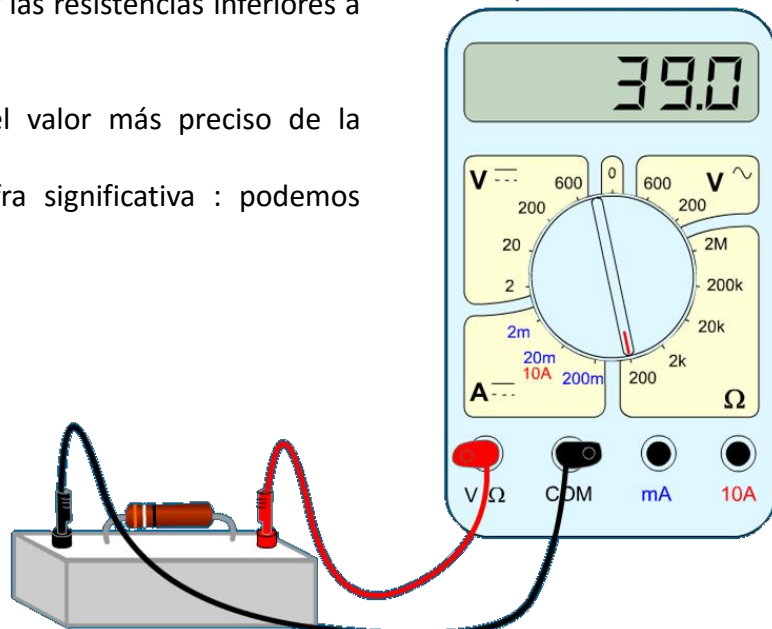 las resistencias inferiores a
el valor más preciso de la
fra significativa : podemos
39.0
V
600
0
600
V
200
200
20
2M
2
200k
2m
20k
20m
2k
10A
200m
200
A
Ω
V Ω
COM
mA
10A